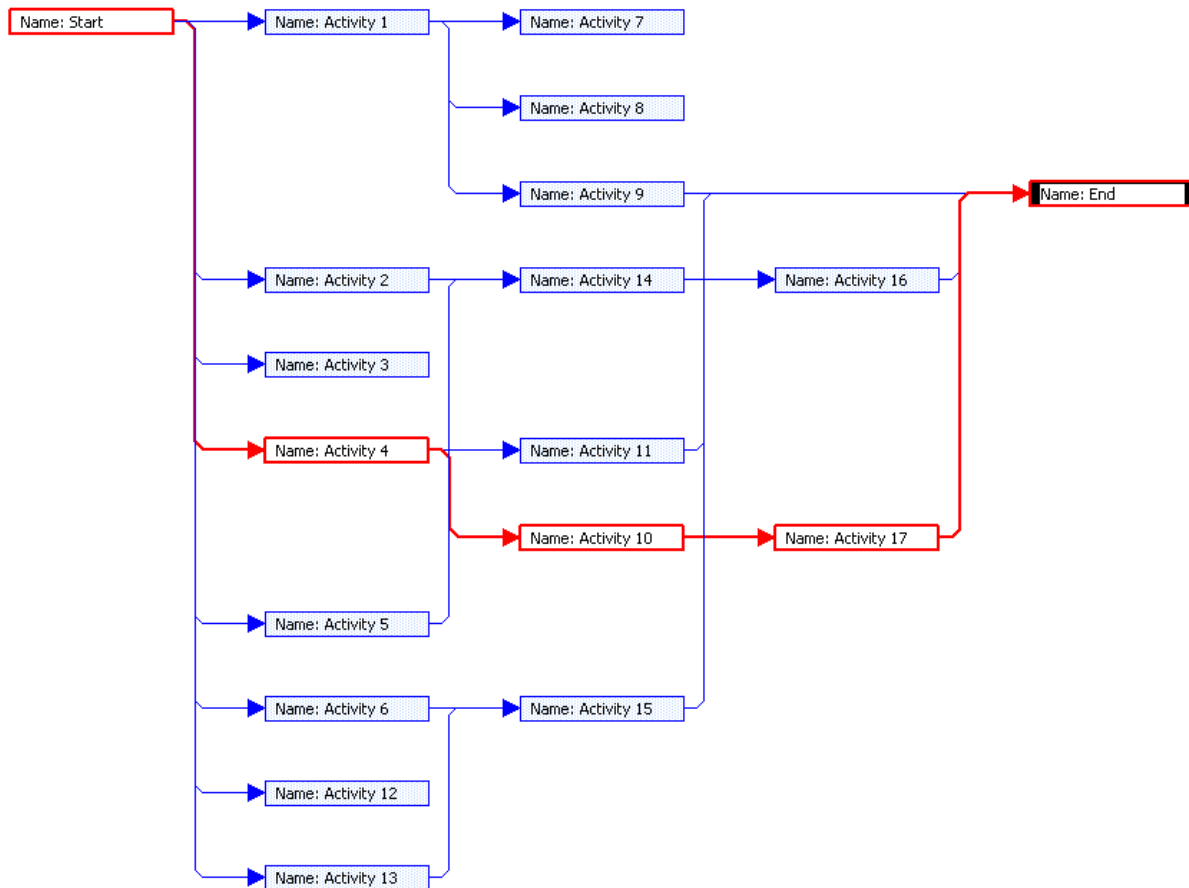 Name: Start
Name: Activity 1
Name: Activity 7
Name: Activity 8
Name: Activity 9
Name: End
Name: Activity 2
Name: Activity 14
Name: Activity 16
Name: Activity 3
Name: Activity 4
Name: Activity 11
Name: Activity 10
Name: Activity 17
Name: Activity 5
Name: Activity 6
Name: Activity 15
Name: Activity 12
Name: Activity 13